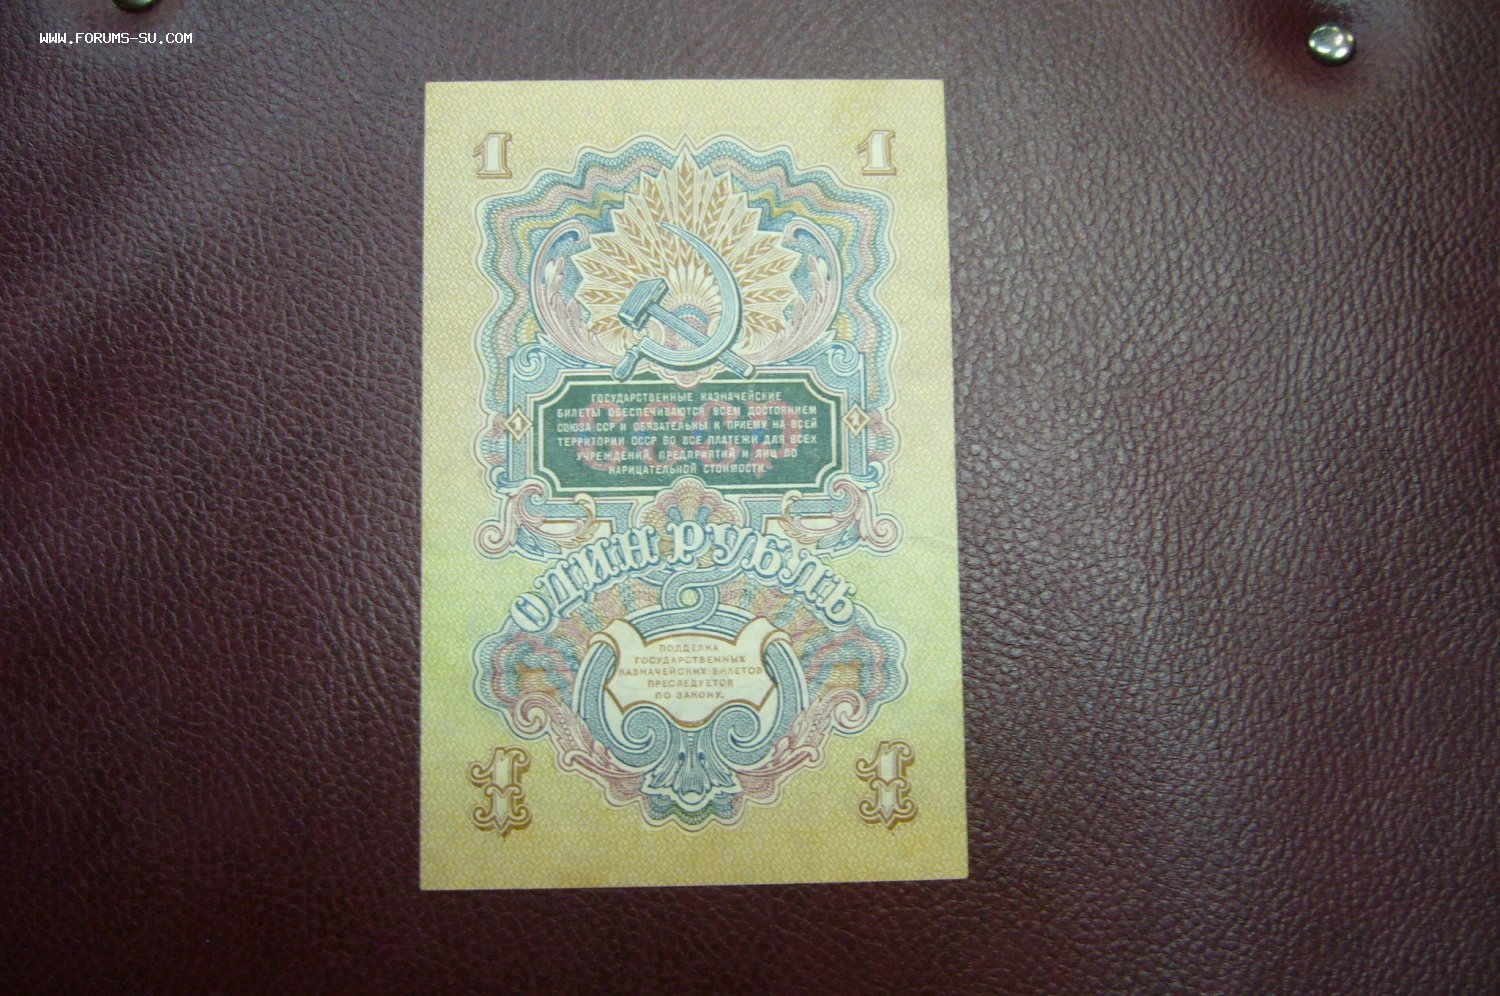 WWW.FORUMS-SU.COM
1 1
ГОСУДАРСТВЕННЫЕ КАЗНАЧЕЙСКИЕ
БИЛЕТЫ ОБЕСПЕЧИВАЮТСЯ ВСЕМ ДОСТОЯНИЕМ
СОЮЗА ССР И ОБЯЗАТЕЛЬНЫ К ПРИЕМУ НА ВСЕЙ
ТЕРРИТОРИИ СССР ВО ВСЕ ПЛАТЕЖИ ДЛЯ ВСЕХ
УЧРЕЖДЕНИЙ, ПРЕДПРИЯТИЙ И ЛИЦ ПО
НАРИЦАТЕЛЬНОЙ СТОИМОСТИ.
1 1
ОДИН РУБЛЬ
ПОДДЕЛКА
ГОСУДАРСТВЕННЫХ
КАЗНАЧЕЙСКИХ БИЛЕТОВ
ПРЕСЛЕДУЕТСЯ
ПО ЗАКОНУ.
1 1